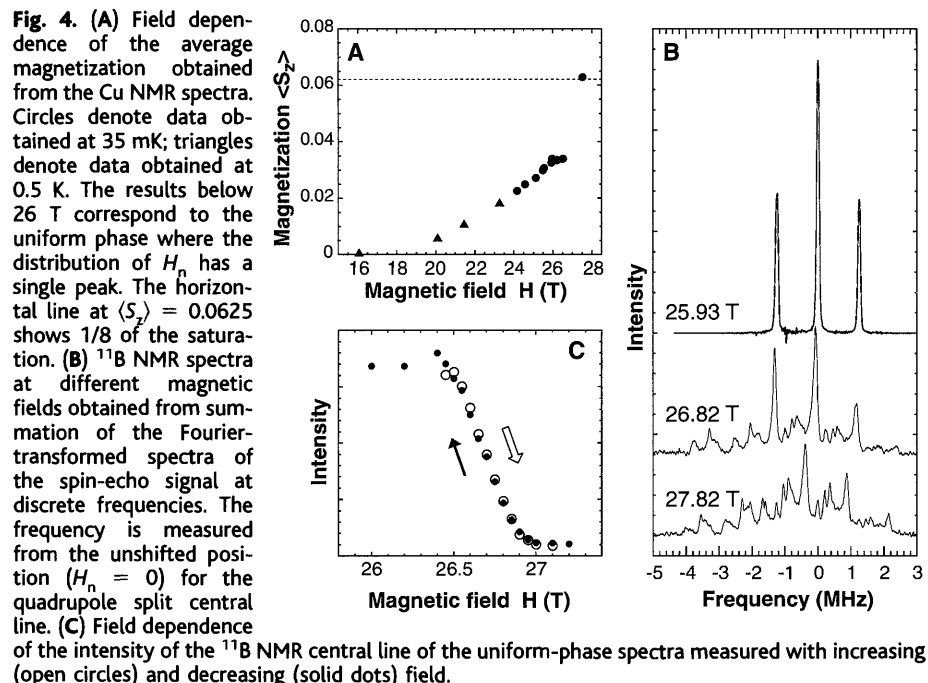 Fig. 4. (A) Field depen-
dence of the average
magnetization obtained
from the Cu NMR spectra.
Circles denote data ob-
tained at 35 mK; triangles
denote data obtained at
0.5 K. The results below
26 T correspond to the
uniform phase where the
distribution of Hn has a
single peak. The horizon-
tal line at ⟨Sz⟩ = 0.0625
shows 1/8 of the satura-
tion. (B) 11B NMR spectra
at different magnetic
fields obtained from sum-
mation of the Fourier-
transformed spectra of
the spin-echo signal at
discrete frequencies. The
frequency is measured
from the unshifted posi-
tion (Hn = 0) for the
quadrupole split central
line. (C) Field dependence
of the intensity of the 11B NMR central line of the uniform-phase spectra measured with increasing
(open circles) and decreasing (solid dots) field.
A
Magnetization <Sz>
0.08
0.06
0.04
0.02
0
16 18 20 22 24 26 28
Magnetic field H (T)
C
Intensity
26 26.5 27
Magnetic field H (T)
B
Intensity
25.93 T
26.82 T
27.82 T
-5 -4 -3 -2 -1 0 1 2 3
Frequency (MHz)